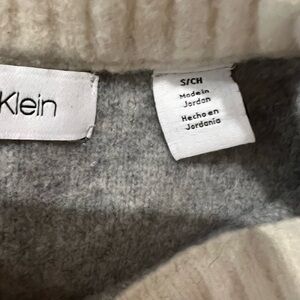 Klein
S/CH
Made in
Jordan
Hecho en
Jordania